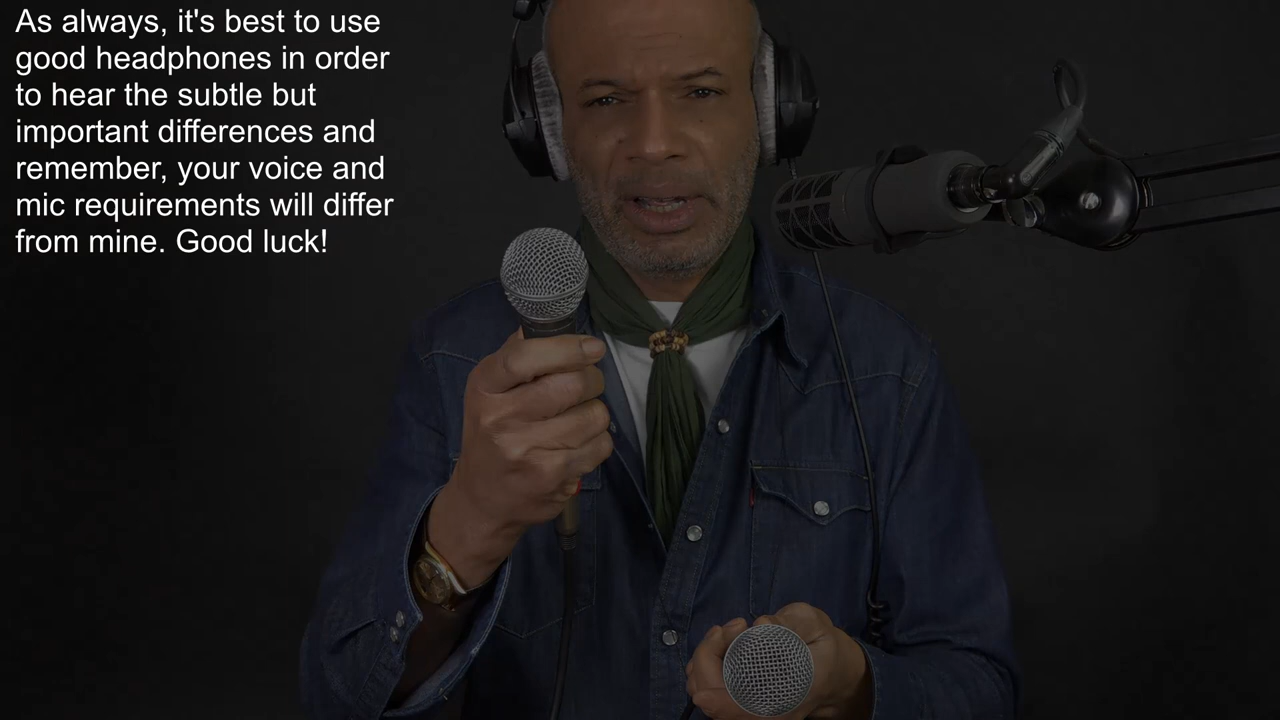 As always, it's best to use
good headphones in order
to hear the subtle but
important differences and
remember, your voice and
mic requirements will differ
from mine. Good luck!